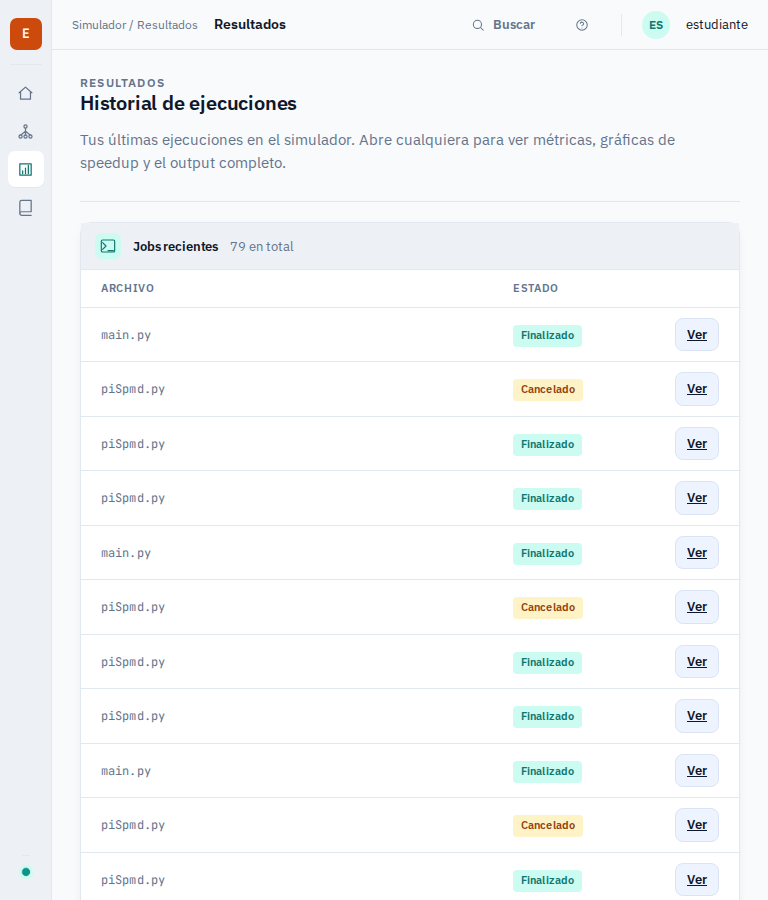 E
Simulador / Resultados Resultados
Buscar
ES estudiante
RESULTADOS
Historial de ejecuciones
Tus últimas ejecuciones en el simulador. Abre cualquiera para ver métricas, gráficas de
speedup y el output completo.
Jobs recientes 79 en total
ARCHIVO ESTADO
main.py Finalizado Ver
piSpmd.py Cancelado Ver
piSpmd.py Finalizado Ver
piSpmd.py Finalizado Ver
main.py Finalizado Ver
piSpmd.py Cancelado Ver
piSpmd.py Finalizado Ver
piSpmd.py Finalizado Ver
main.py Finalizado Ver
piSpmd.py Cancelado Ver
piSpmd.py Finalizado Ver